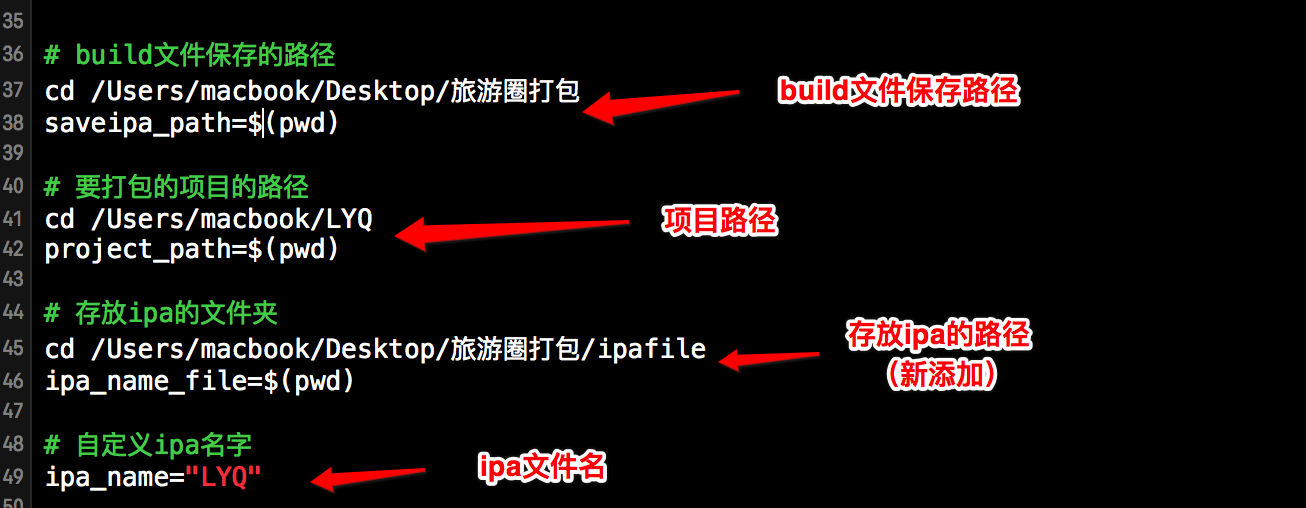 35
36 # build文件保存的路径
37 cd /Users/macbook/Desktop/旅游圈打包
build文件保存路径
38 saveipa_path=$(pwd)
39
40 # 要打包的项目的路径
41 cd /Users/macbook/LYQ
项目路径
42 project_path=$(pwd)
43
44 # 存放ipa的文件夹
45 cd /Users/macbook/Desktop/旅游圈打包/ipafile
存放ipa的路径
(新添加)
46 ipa_name_file=$(pwd)
47
48 # 自定义ipa名字
49 ipa_name="LYQ"
ipa文件名
50